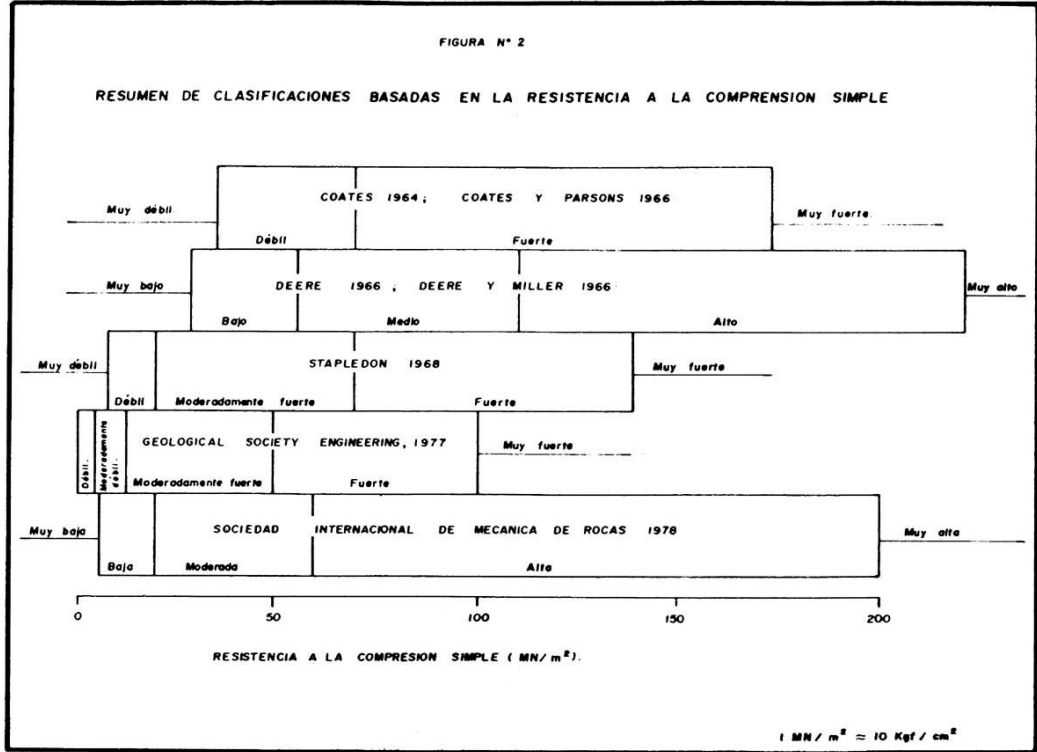 FIGURA N° 2
RESUMEN DE CLASIFICACIONES BASADAS EN LA RESISTENCIA A LA COMPRENSION SIMPLE
COATES 1964; COATES Y PARSONS 1966
Muy débil
Muy fuerte
Débil
Fuerte
DEERE 1966; DEERE Y MILLER 1966
Muy bajo
Muy alto
Bajo
Medio
Alto
STAPLEDON 1968
Muy débil
Muy fuerte
Débil
Moderadamente fuerte
Fuerte
GEOLOGICAL SOCIETY ENGINEERING, 1977
Muy fuerte
Débil.
Moderadamente
débil.
Moderadamente fuerte
Fuerte
SOCIEDAD INTERNACIONAL DE MECANICA DE ROCAS 1978
Muy baja
Muy alta
Baja
Moderada
Alta
0 50 100 150 200
RESISTENCIA A LA COMPRESION SIMPLE (MN/m²).
1 MN/m² ≈ 10 Kgf/cm²